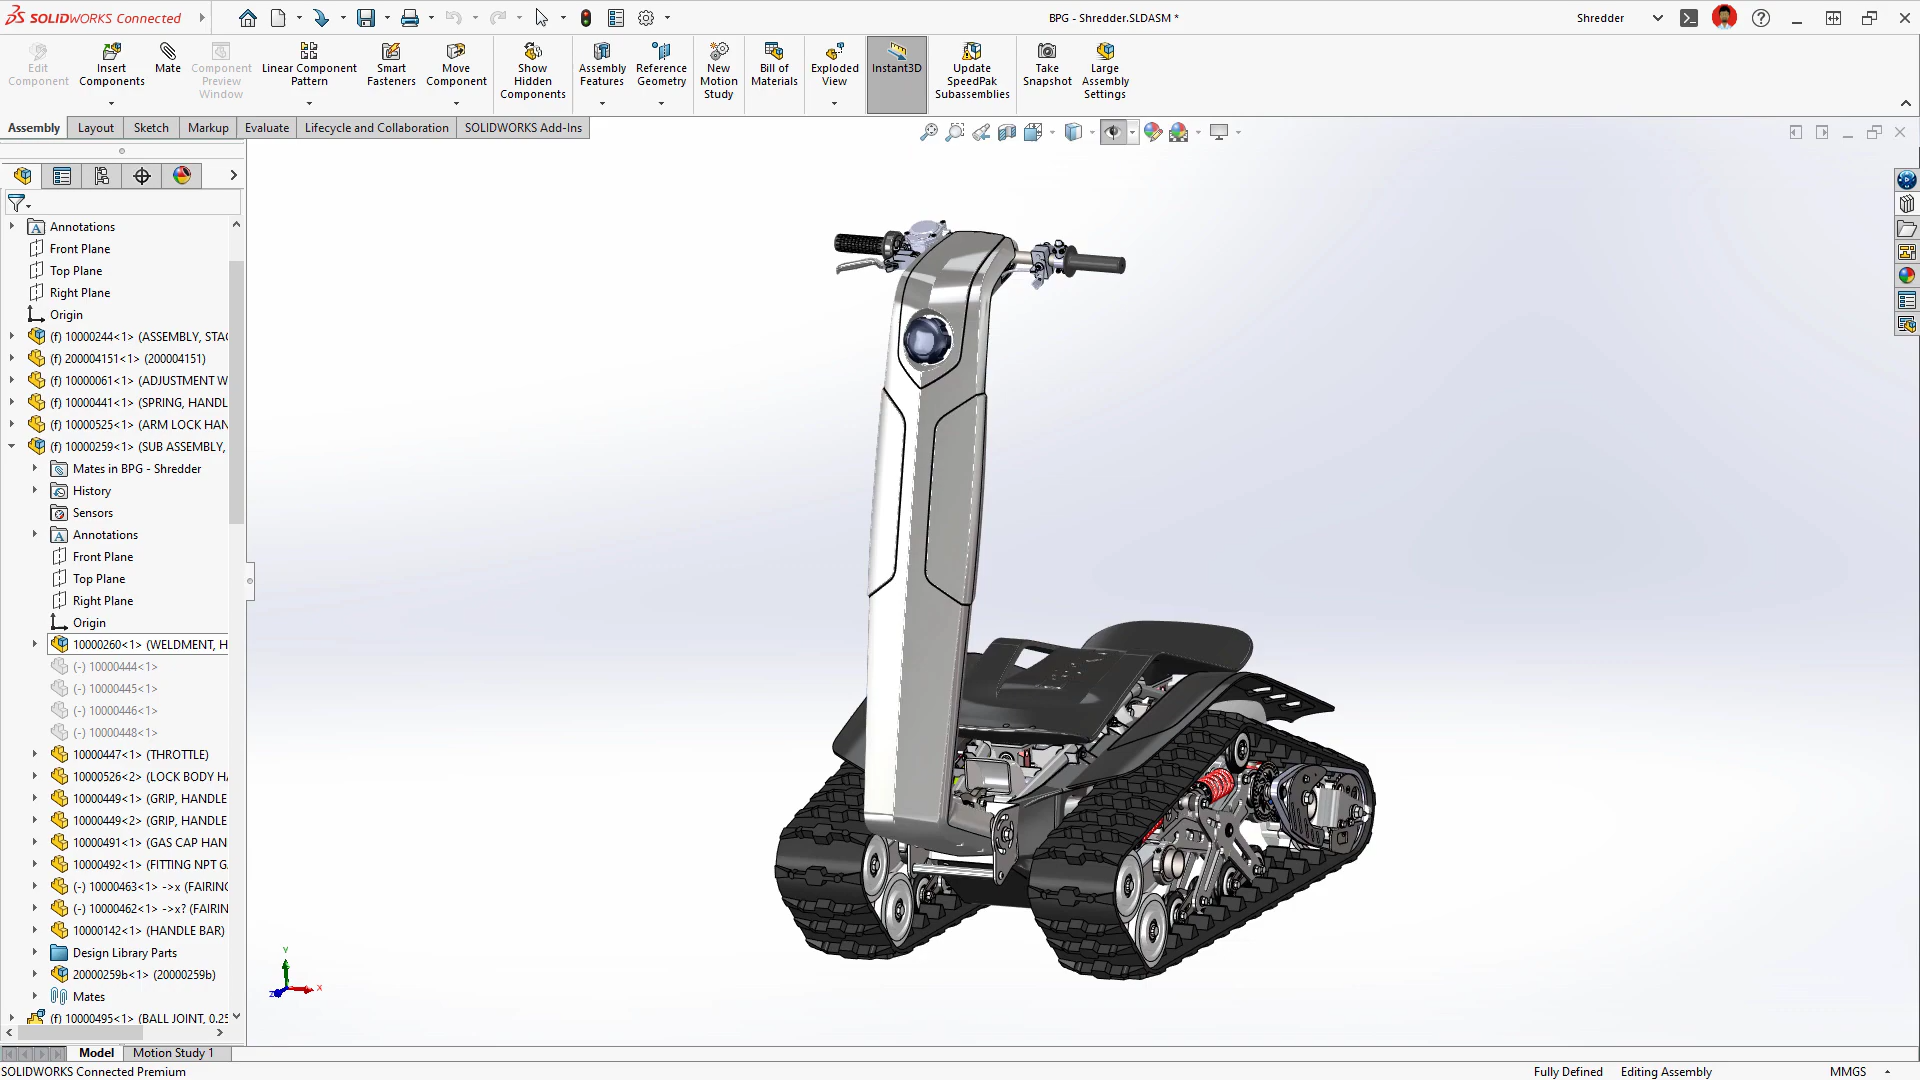 SOLIDWORKS Connected
BPG - Shredder.SLDASM *
Shredder
Edit Component
Insert Components
Mate
Component Preview Window
Linear Component Pattern
Smart Fasteners
Move Component
Show Hidden Components
Assembly Features
Reference Geometry
New Motion Study
Bill of Materials
Exploded View
Instant3D
Update SpeedPak Subassemblies
Take Snapshot
Large Assembly Settings
Assembly
Layout
Sketch
Markup
Evaluate
Lifecycle and Collaboration
SOLIDWORKS Add-Ins
Annotations
Front Plane
Top Plane
Right Plane
Origin
(f) 10000244<1> (ASSEMBLY, STAC
(f) 200004151<1> (200004151)
(f) 10000061<1> (ADJUSTMENT W
(f) 10000441<1> (SPRING, HANDL
(f) 10000525<1> (ARM LOCK HAN
(f) 10000259<1> (SUB ASSEMBLY,
Mates in BPG - Shredder
History
Sensors
Annotations
Front Plane
Top Plane
Right Plane
Origin
10000260<1> (WELDMENT, H
(-) 10000444<1>
(-) 10000445<1>
(-) 10000446<1>
(-) 10000448<1>
10000447<1> (THROTTLE)
10000526<2> (LOCK BODY HA
10000449<1> (GRIP, HANDLE
10000449<2> (GRIP, HANDLE
10000491<1> (GAS CAP HAN
10000492<1> (FITTING NPT G
(-) 10000463<1> ->x (FAIRING
(-) 10000462<1> ->x? (FAIRIN
10000142<1> (HANDLE BAR)
Design Library Parts
20000259b<1> (20000259b)
Mates
(f) 10000495<1> (BALL JOINT, 0.25
Y
X
Z
Model
Motion Study 1
SOLIDWORKS Connected Premium
Fully Defined
Editing Assembly
MMGS